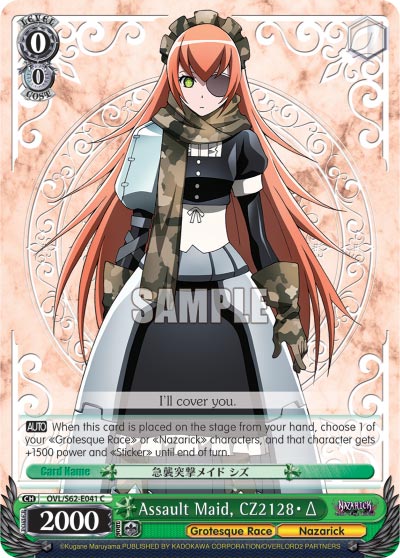 LEVEL
0
0
COST
SAMPLE
I'll cover you.
AUTO When this card is placed on the stage from your hand, choose 1 of
your «Grotesque Race» or «Nazarick» characters, and that character gets
+1500 power and «Sticker» until end of turn.
Card Name
急襲突撃メイド シズ
CH OVL/S62-E041 C
POWER 2000
Assault Maid, CZ2128・Δ
NAZARICK
Grotesque Race Nazarick
©Kugane Maruyama,PUBLISHED BY KADOKAWA CORPORATION/OVERLORD2 PARTNERS